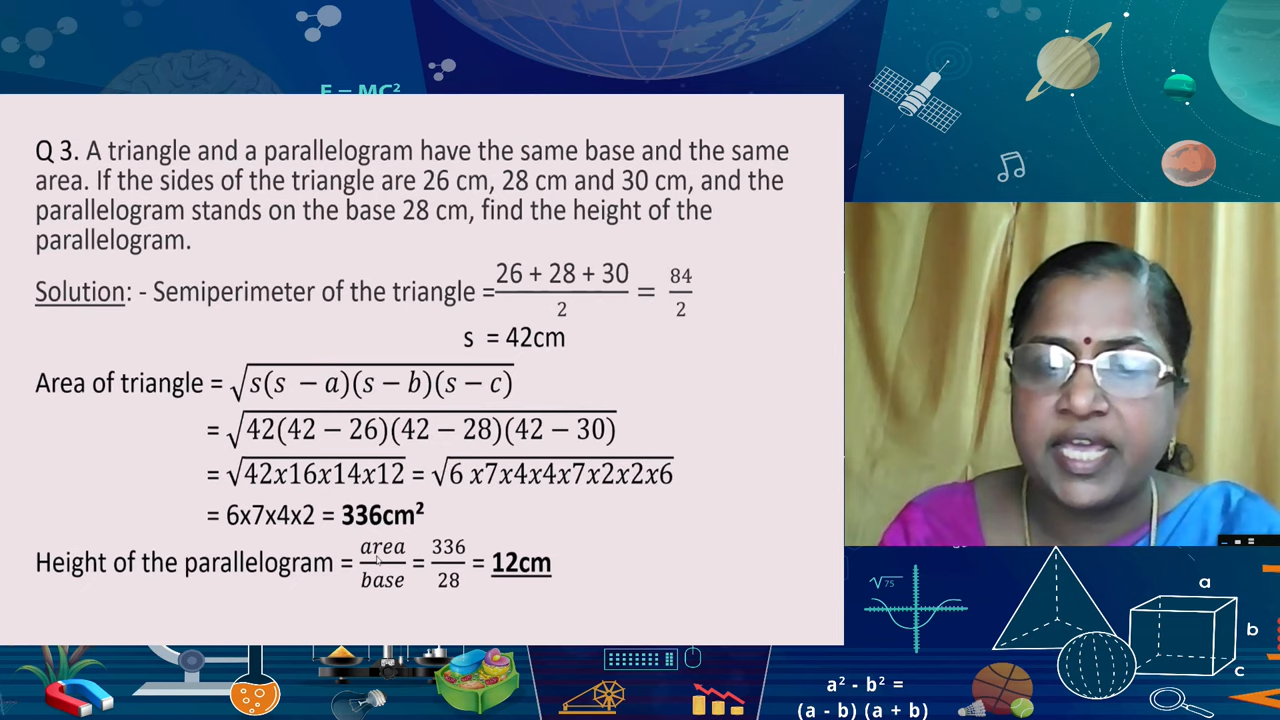 E = MC²
Q 3. A triangle and a parallelogram have the same base and the same
area. If the sides of the triangle are 26 cm, 28 cm and 30 cm, and the
parallelogram stands on the base 28 cm, find the height of the
parallelogram.
Solution: - Semiperimeter of the triangle = (26 + 28 + 30)/2 = 84/2
s = 42cm
Area of triangle = √s(s − a)(s − b)(s − c)
= √42(42 − 26)(42 − 28)(42 − 30)
= √42x16x14x12 = √6 x7x4x4x7x2x2x6
= 6x7x4x2 = 336cm²
Height of the parallelogram = area/base = 336/28 = 12cm
√75
a
b
c
a² - b² =
(a - b) (a + b)